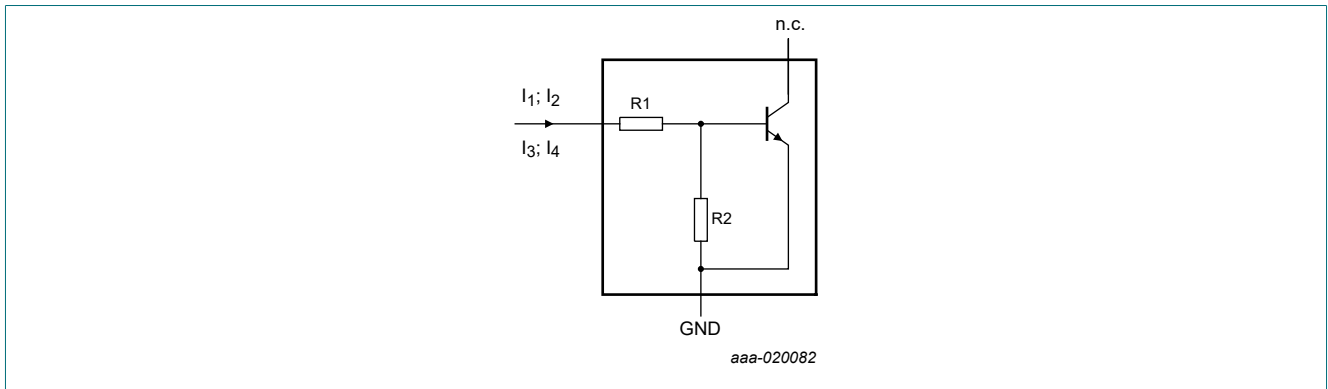 n.c.
I1; I2
R1
I3; I4
R2
GND
aaa-020082